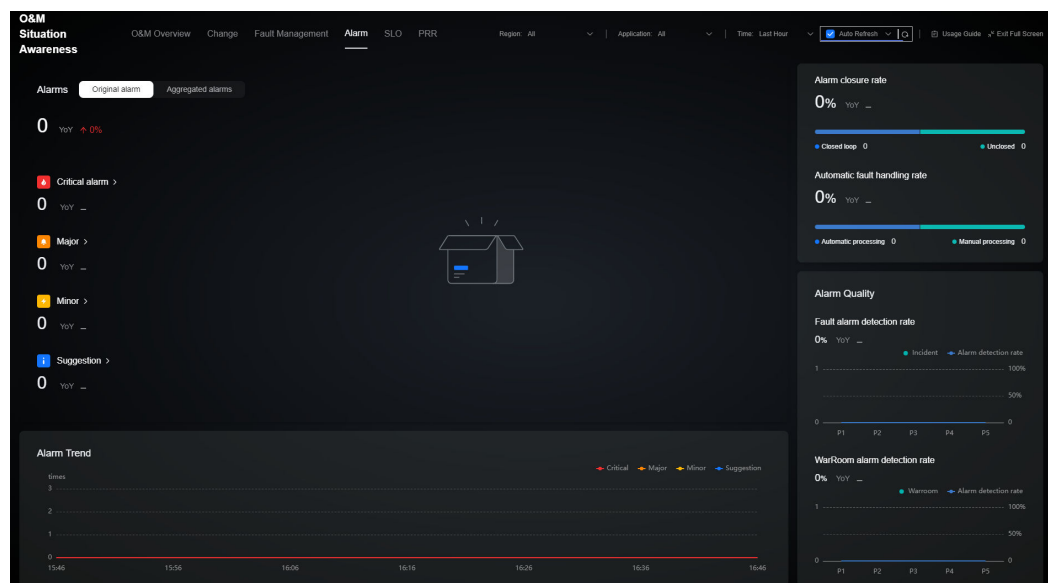 O&M Situation Awareness
O&M Overview Change Fault Management Alarm SLO PRR Region: All Application: All Time: Last Hour Auto Refresh Usage Guide Exit Full Screen
Alarms Original alarm Aggregated alarms
0 YoY ↑ 0%
Critical alarm >
0 YoY --
Major >
0 YoY --
Minor >
0 YoY --
Suggestion >
0 YoY --
Alarm closure rate
0% YoY --
Closed loop 0 Unclosed 0
Automatic fault handling rate
0% YoY --
Automatic processing 0 Manual processing 0
Alarm Quality
Fault alarm detection rate
0% YoY --
Incident Alarm detection rate
1 100%
50%
0 0
P1 P2 P3 P4 P5
WarRoom alarm detection rate
0% YoY --
Warroom Alarm detection rate
1 100%
50%
0 0
P1 P2 P3 P4 P5
Alarm Trend
Critical Major Minor Suggestion
times
3
2
1
0
15:46 15:56 16:06 16:16 16:26 16:36 16:46